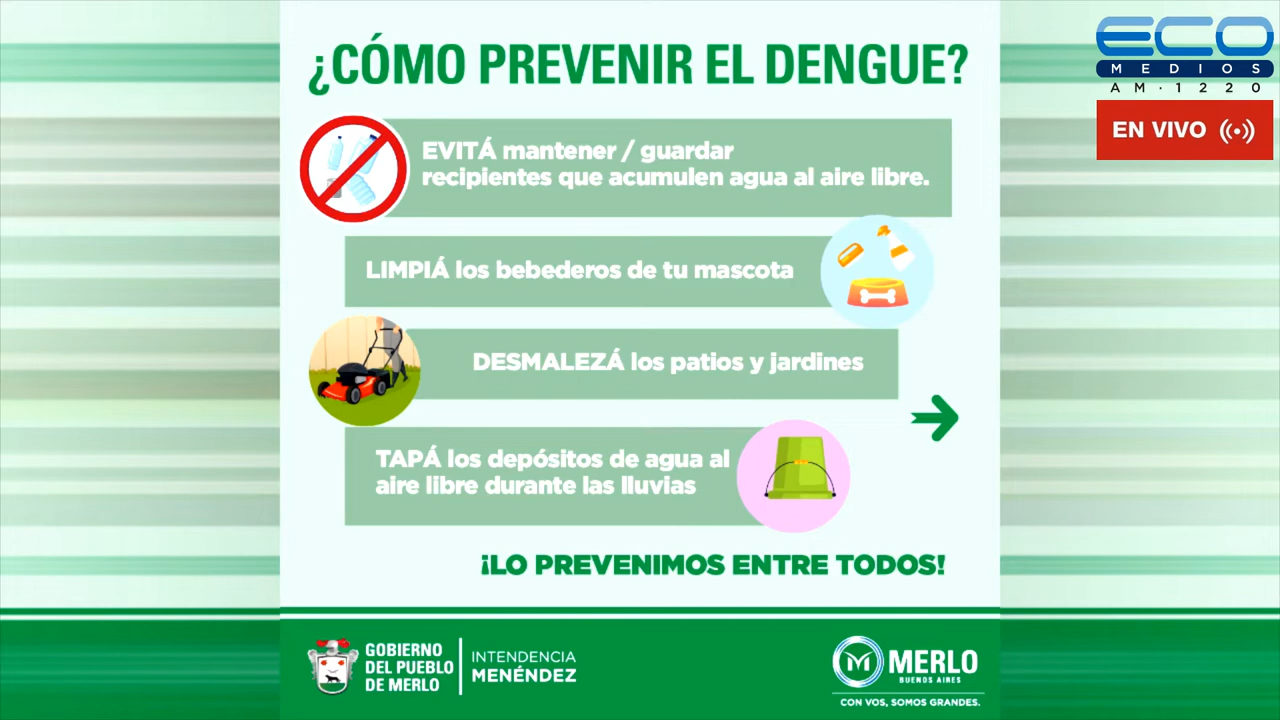 ¿CÓMO PREVENIR EL DENGUE?
ECO
MEDIOS
AM·1220
EN VIVO
EVITÁ mantener / guardar
recipientes que acumulen agua al aire libre.
LIMPIÁ los bebederos de tu mascota
DESMALEZÁ los patios y jardines
TAPÁ los depósitos de agua al
aire libre durante las lluvias
¡LO PREVENIMOS ENTRE TODOS!
GOBIERNO
DEL PUEBLO
DE MERLO
INTENDENCIA
MENÉNDEZ
MERLO
BUENOS AIRES
CON VOS, SOMOS GRANDES.